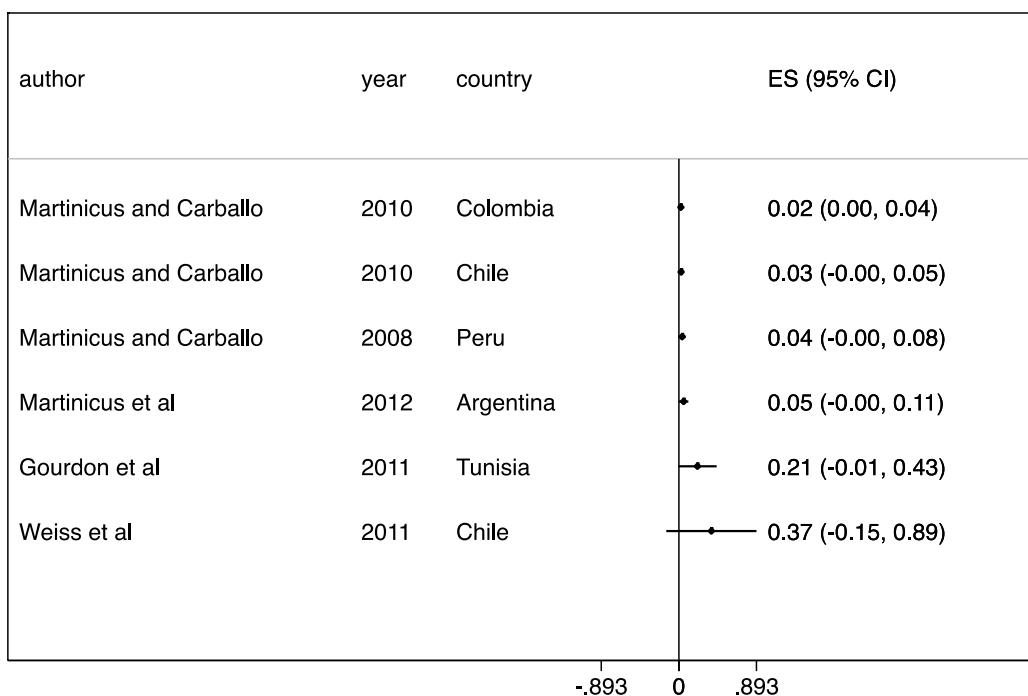 author year country ES (95% CI)
Martinicus and Carballo 2010 Colombia 0.02 (0.00, 0.04)
Martinicus and Carballo 2010 Chile 0.03 (-0.00, 0.05)
Martinicus and Carballo 2008 Peru 0.04 (-0.00, 0.08)
Martinicus et al 2012 Argentina 0.05 (-0.00, 0.11)
Gourdon et al 2011 Tunisia 0.21 (-0.01, 0.43)
Weiss et al 2011 Chile 0.37 (-0.15, 0.89)
-.893 0 .893